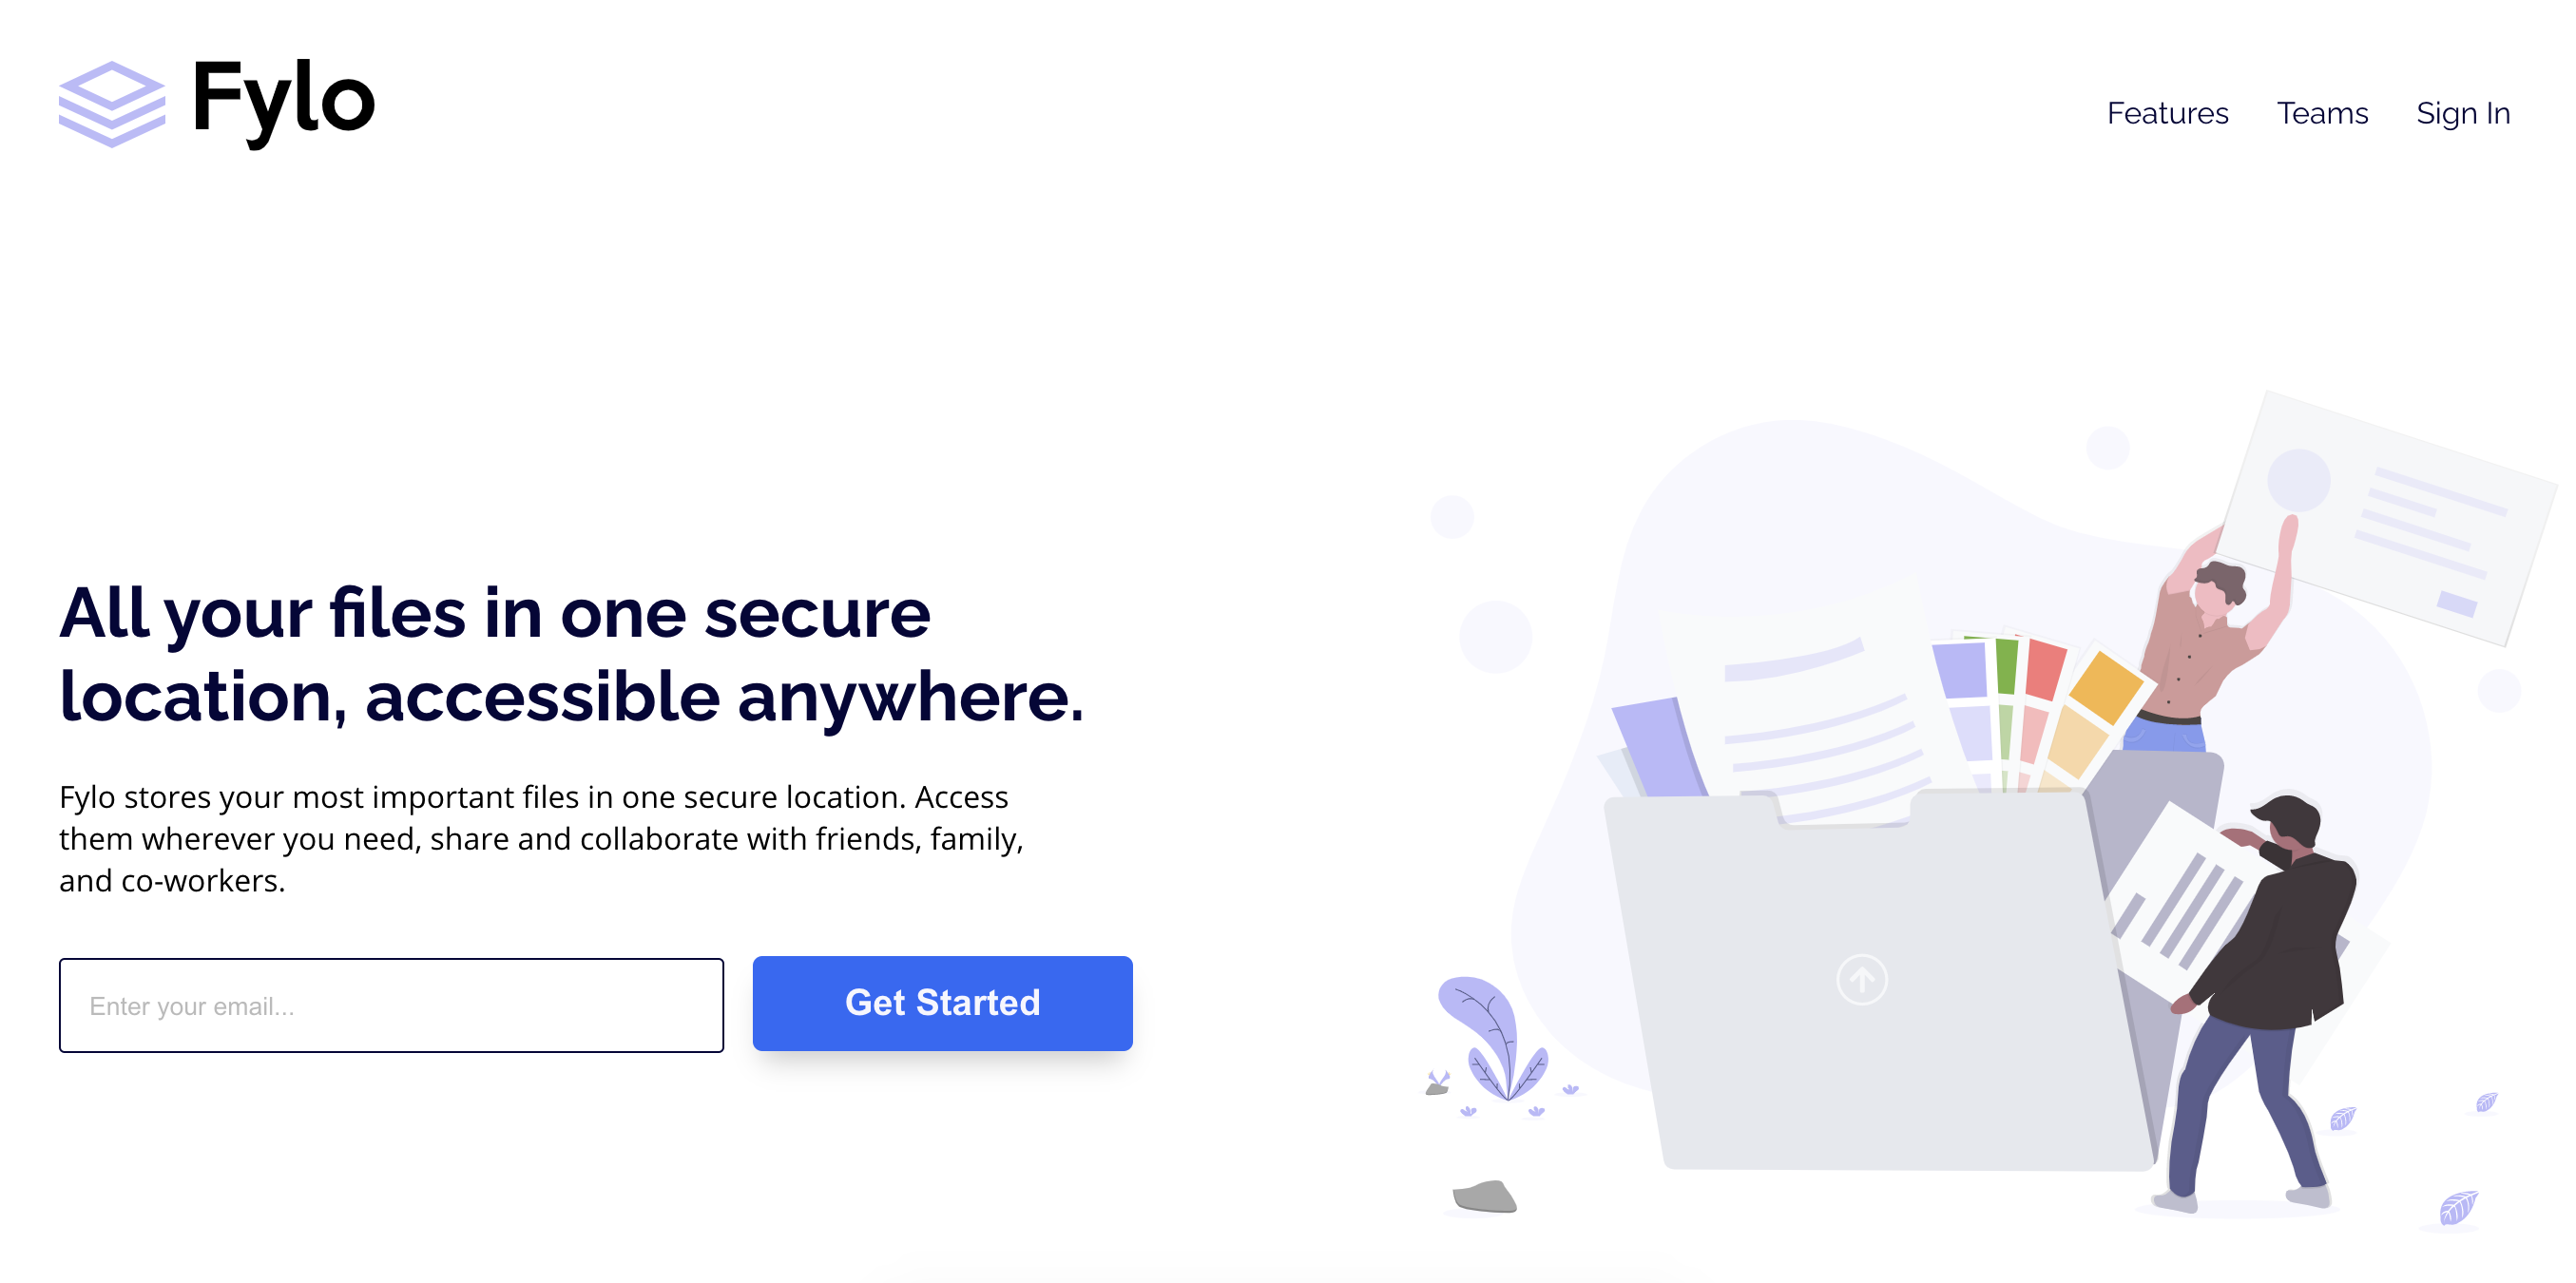 Fylo
Features
Teams
Sign In
All your files in one secure
location, accessible anywhere.
Fylo stores your most important files in one secure location. Access
them wherever you need, share and collaborate with friends, family,
and co-workers.
Enter your email...
Get Started